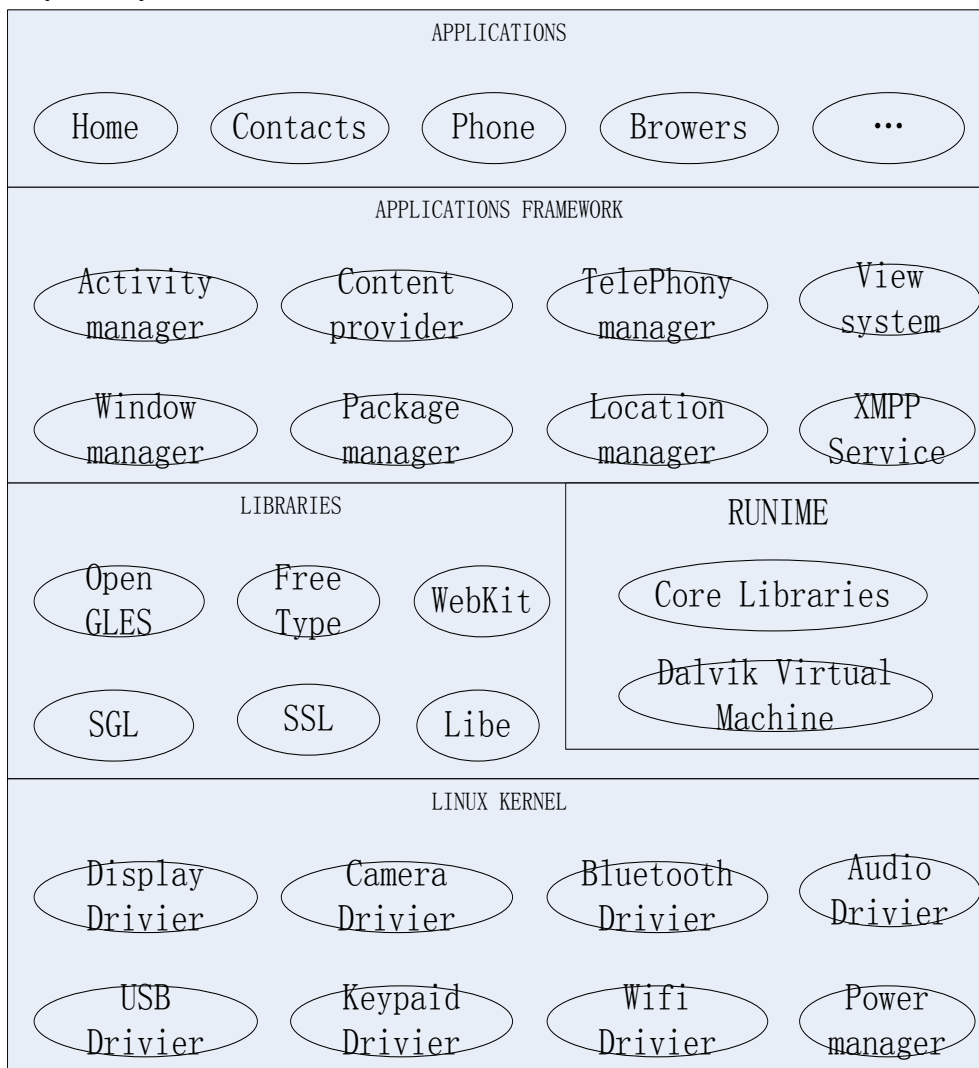 APPLICATIONS
Home Contacts Phone Browers ...
APPLICATIONS FRAMEWORK
Activity manager
Content provider
TelePhony manager
View system
Window manager
Package manager
Location manager
XMPP Service
LIBRARIES
Open GLES
Free Type
WebKit
SGL
SSL
Libe
RUNIME
Core Libraries
Dalvik Virtual Machine
LINUX KERNEL
Display Drivier
Camera Drivier
Bluetooth Drivier
Audio Drivier
USB Drivier
Keypaid Drivier
Wifi Drivier
Power manager